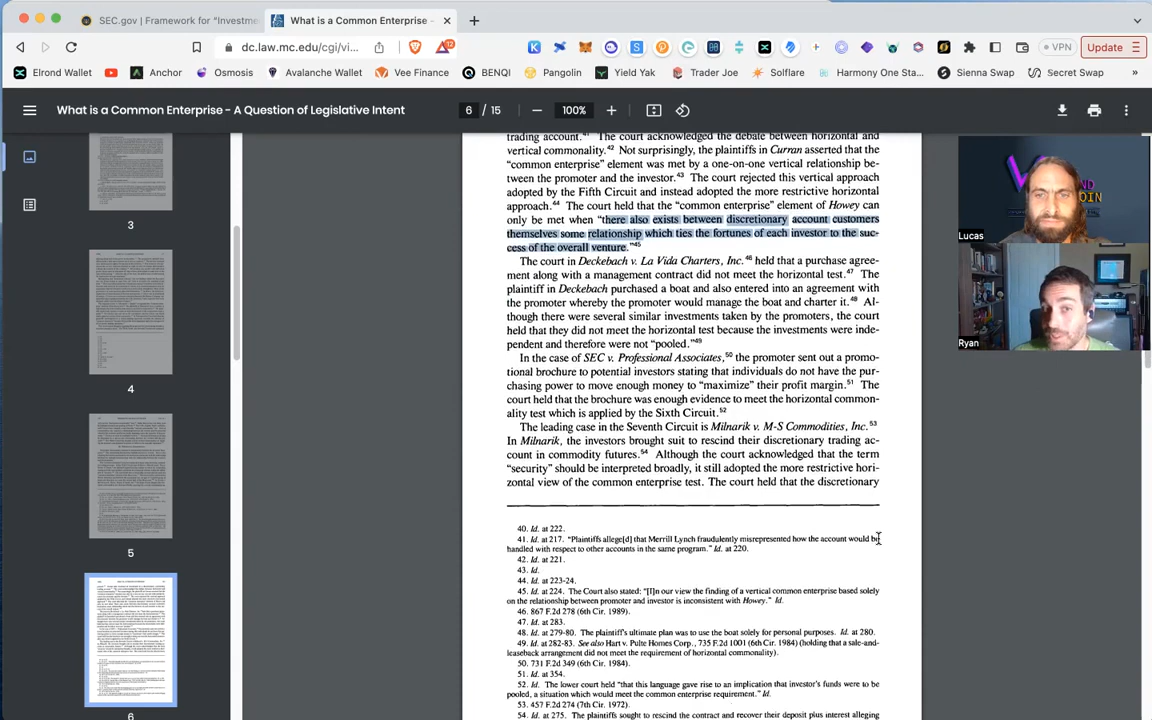 SEC.gov | Framework for “Investme
What is a Common Enterprise –
dc.law.mc.edu/cgi/vi...
12
VPN
Update
Elrond Wallet
Anchor
Osmosis
Avalanche Wallet
Vee Finance
BENQI
Pangolin
Yield Yak
Trader Joe
Solflare
Harmony One Sta...
Sienna Swap
Secret Swap
»
What is a Common Enterprise - A Question of Legislative Intent
6 / 15
100%
3
4
5
6
trading account. The court acknowledged the debate between horizontal and
vertical commonality.42 Not surprisingly, the plaintiffs in Curran asserted that the
“common enterprise” element was met by a one-on-one vertical relationship be-
tween the promoter and the investor.43 The court rejected this vertical approach
adopted by the Fifth Circuit and instead adopted the more restrictive horizontal
approach.44 The court held that the “common enterprise” element of Howey can
only be met when “there also exists between discretionary account customers
themselves some relationship which ties the fortunes of each investor to the suc-
cess of the overall venture.”45
The court in Deckebach v. La Vida Charters, Inc.46 held that a purchase agree-
ment along with a management contract did not meet the horizontal test.47 The
plaintiff in Deckebach purchased a boat and also entered into an agreement with
the promoter whereby the promoter would manage the boat and charter it.48 Al-
though there were several similar investments taken by the promoters, the court
held that they did not meet the horizontal test because the investments were inde-
pendent and therefore were not “pooled.”49
In the case of SEC v. Professional Associates,50 the promoter sent out a promo-
tional brochure to potential investors stating that individuals do not have the pur-
chasing power to move enough money to “maximize” their profit margin.51 The
court held that the brochure was enough evidence to meet the horizontal common-
ality test which is applied by the Sixth Circuit.52
The leading case in the Seventh Circuit is Milnarik v. M-S Commodities, Inc.53
In Milnarik, the investors brought suit to rescind their discretionary trading ac-
count in commodity futures.54 Although the court acknowledged that the term
“security” should be interpreted broadly, it still adopted the more restrictive hori-
zontal view of the common enterprise test. The court held that the discretionary
40. Id. at 222.
41. Id. at 217. “Plaintiffs allege[d] that Merrill Lynch fraudulently misrepresented how the account would be
handled with respect to other accounts in the same program.” Id. at 220.
42. Id. at 221.
43. Id.
44. Id. at 223-24.
45. Id. at 224. The Court also stated: “[I]n our view the finding of a vertical common enterprise based solely
on the relationship between promoter and investor is inconsistent with Howey.” Id.
46. 867 F.2d 278 (6th Cir. 1989).
47. Id. at 283.
48. Id. at 279-80. The plaintiff's ultimate plan was to use the boat solely for personal purposes. Id. at 280.
49. Id. at 282-83. See also Hart v. Pulte Homes Corp., 735 F.2d 1001 (6th Cir. 1984) (holding that a sale-and-
leaseback arrangement did not meet the requirement of horizontal commonality).
50. 731 F.2d 349 (6th Cir. 1984).
51. Id. at 354.
52. Id. The lower court held “that this language gave rise to an implication that investor's funds were to be
pooled, a situation which would meet the common enterprise requirement.” Id.
53. 457 F.2d 274 (7th Cir. 1972).
54. Id. at 275. The plaintiffs sought to rescind the contract and recover their deposit plus interest alleging
Lucas
Ryan